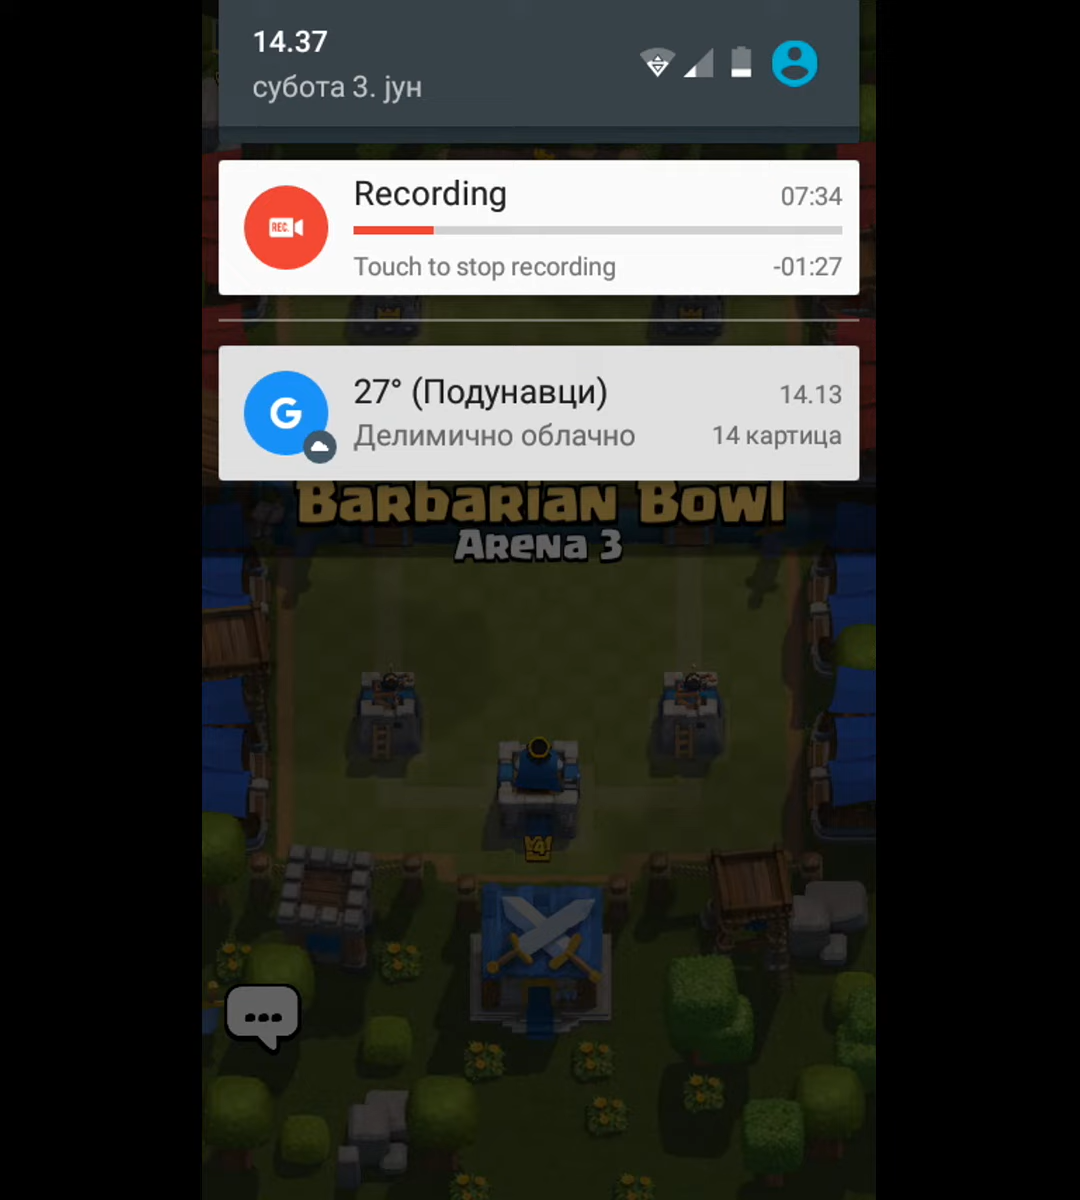 14.37
субота 3. јун
Recording 07:34
REC.
Touch to stop recording -01:27
27° (Подунавци) 14.13
G
Делимично облачно 14 картица
Barbarian Bowl
Arena 3
4